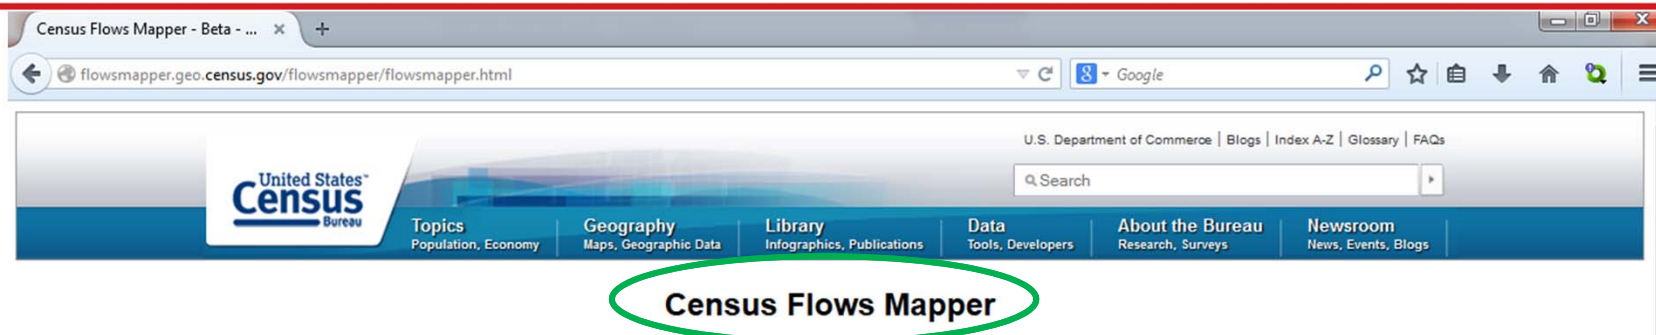 Census Flows Mapper - Beta - ...
flowsmapper.geo.census.gov/flowsmapper/flowsmapper.html
8 Google
U.S. Department of Commerce | Blogs | Index A-Z | Glossary | FAQs
Search
United States™
Census
Bureau
Topics
Population, Economy
Geography
Maps, Geographic Data
Library
Infographics, Publications
Data
Tools, Developers
About the Bureau
Research, Surveys
Newsroom
News, Events, Blogs
Census Flows Mapper